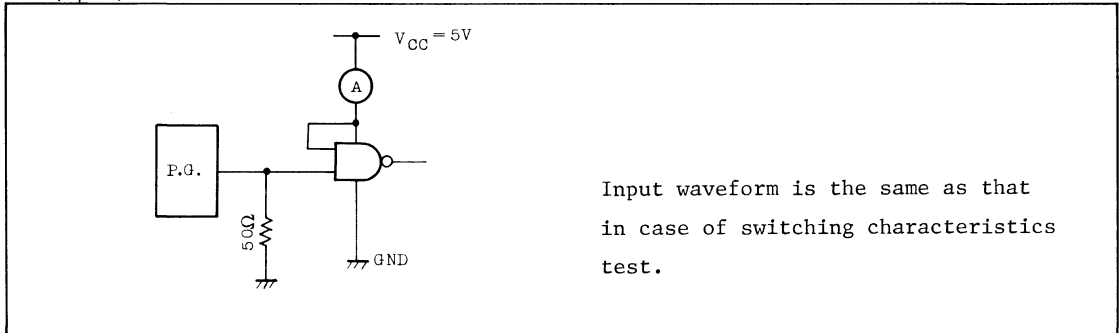 V_CC = 5V
A
P.G.
50Ω
GND
Input waveform is the same as that
in case of switching characteristics
test.